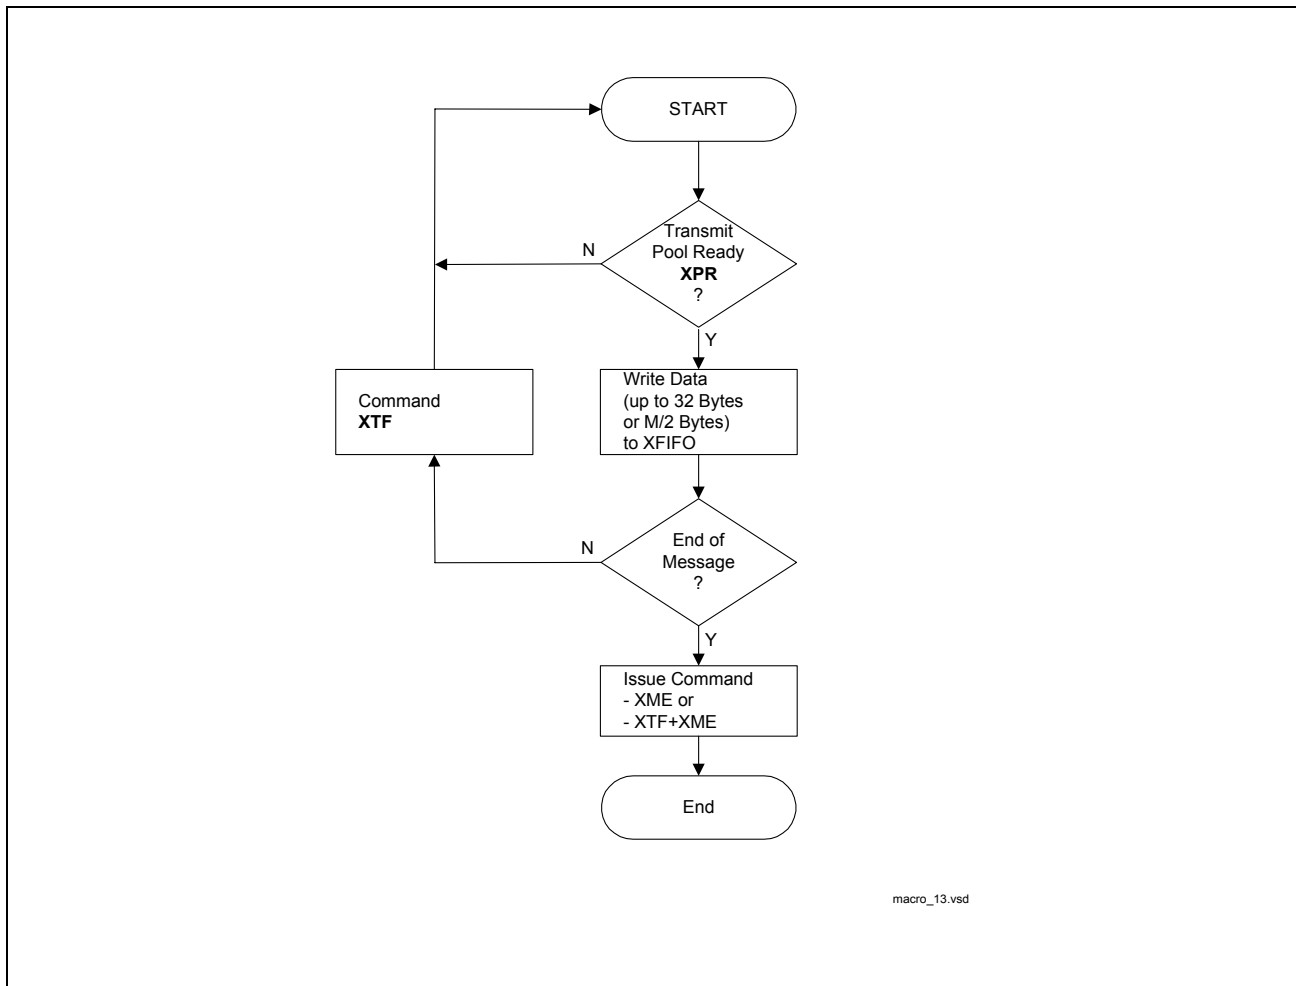 START
Transmit
Pool Ready
XPR
?
N
Y
Command
XTF
Write Data
(up to 32 Bytes
or M/2 Bytes)
to XFIFO
End of
Message
?
N
Y
Issue Command
- XME or
- XTF+XME
End
macro_13.vsd